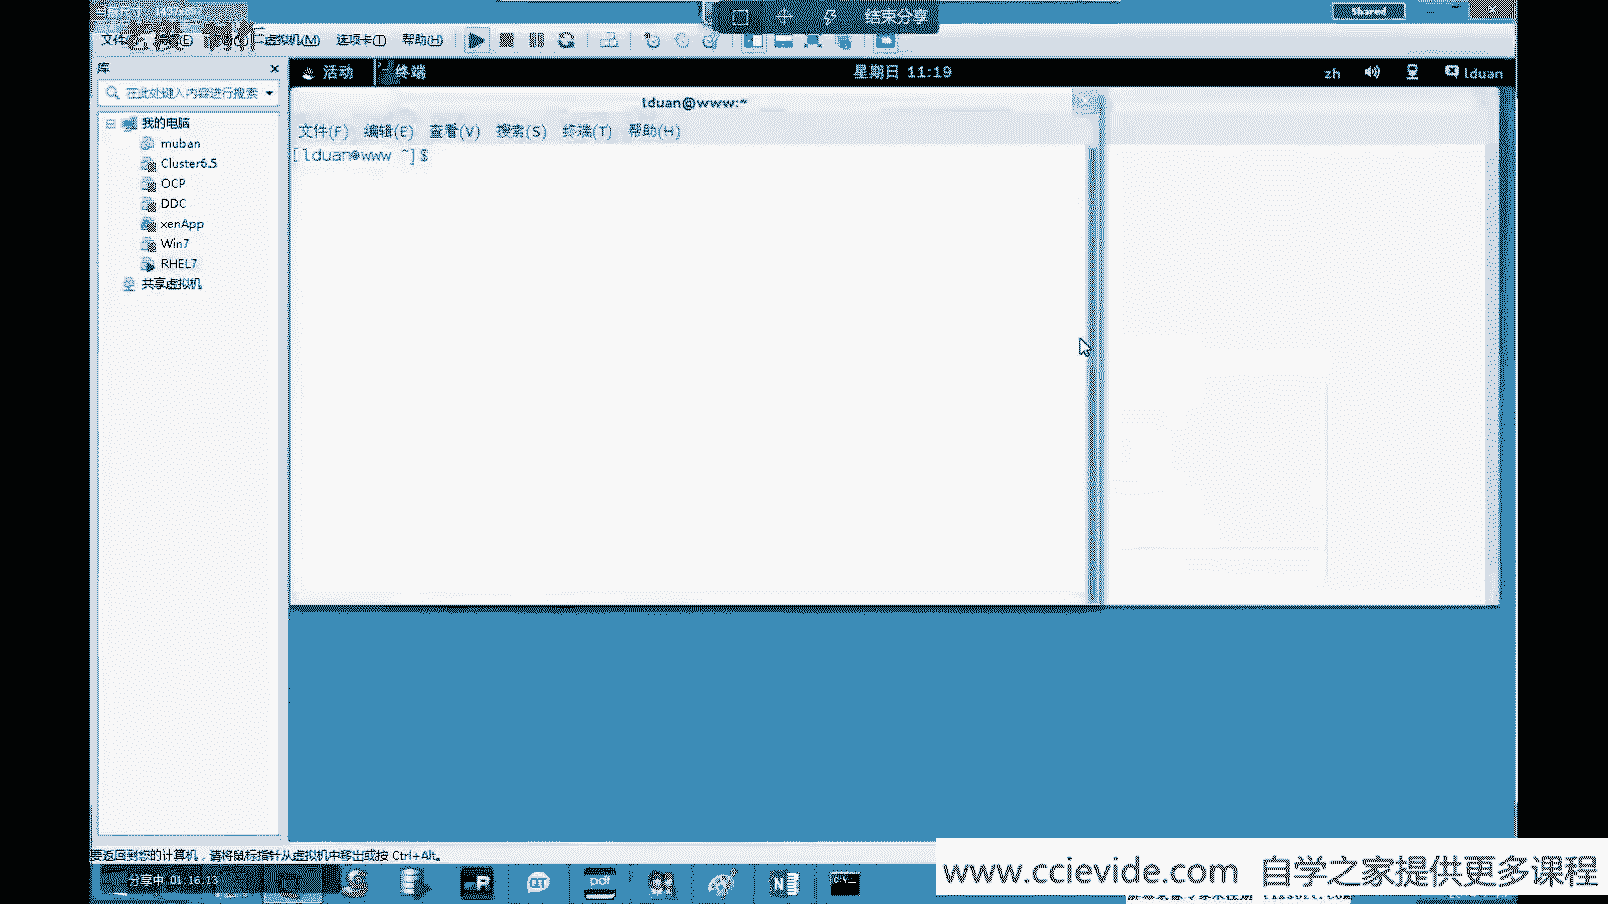 结束分享
Shared
文件 虚拟机(M) 选项卡(T) 帮助(H)
库
在此处键入内容进行搜索
我的电脑
muban
Cluster6.5
OCP
DDC
xenApp
Win7
RHEL7
共享虚拟机
活动 终端 星期日 11:19 zh lduan
lduan@www:~
文件(F) 编辑(E) 查看(V) 搜索(S) 终端(T) 帮助(H)
[lduan@www ~]$
要返回到您的计算机，请将鼠标指针从虚拟机中移出或按 Ctrl+Alt。
分享中 01:16:13
pdf
www.ccievide.com 自学之家提供更多课程